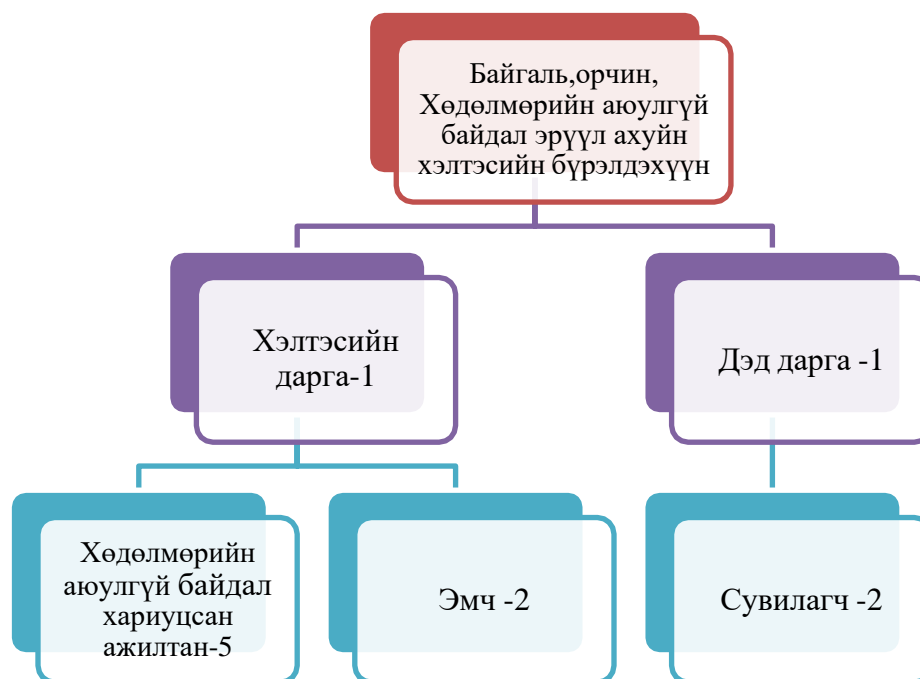 Байгаль,орчин,
Хөдөлмөрийн аюулгүй
байдал эрүүл ахуйн
хэлтэсийн бүрэлдэхүүн
Хэлтэсийн
дарга-1
Дэд дарга -1
Хөдөлмөрийн
аюулгүй байдал
хариуцсан
ажилтан-5
Эмч -2
Сувилагч -2